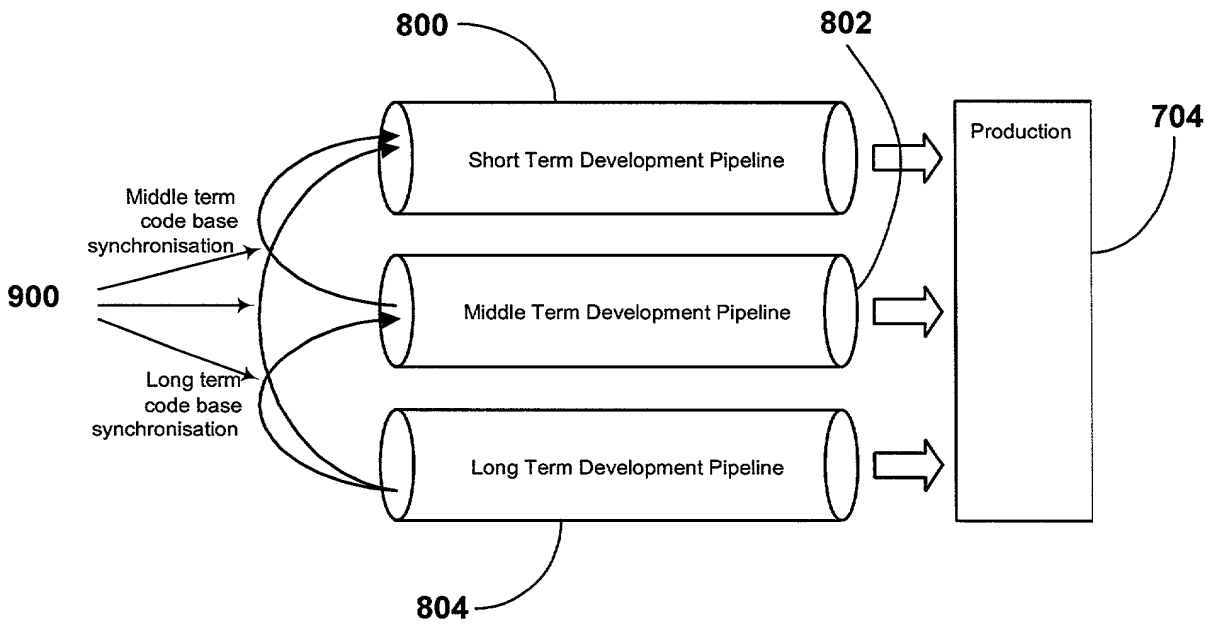 800
802
Production
704
Short Term Development Pipeline
Middle term
code base
synchronisation
900
Middle Term Development Pipeline
Long term
code base
synchronisation
Long Term Development Pipeline
804